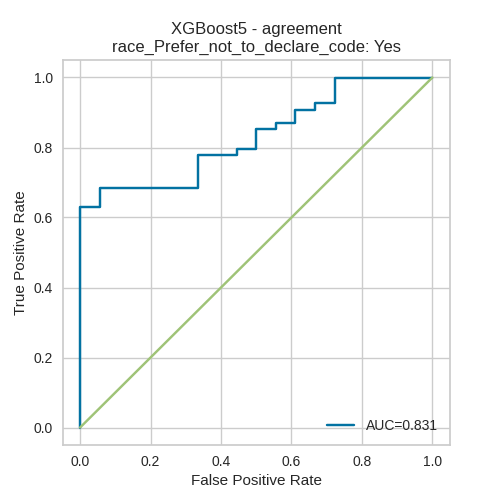 XGBoost5 - agreement
race_Prefer_not_to_declare_code: Yes
1.0
0.8
0.6
0.4
0.2
0.0
True Positive Rate
AUC=0.831
0.0 0.2 0.4 0.6 0.8 1.0
False Positive Rate